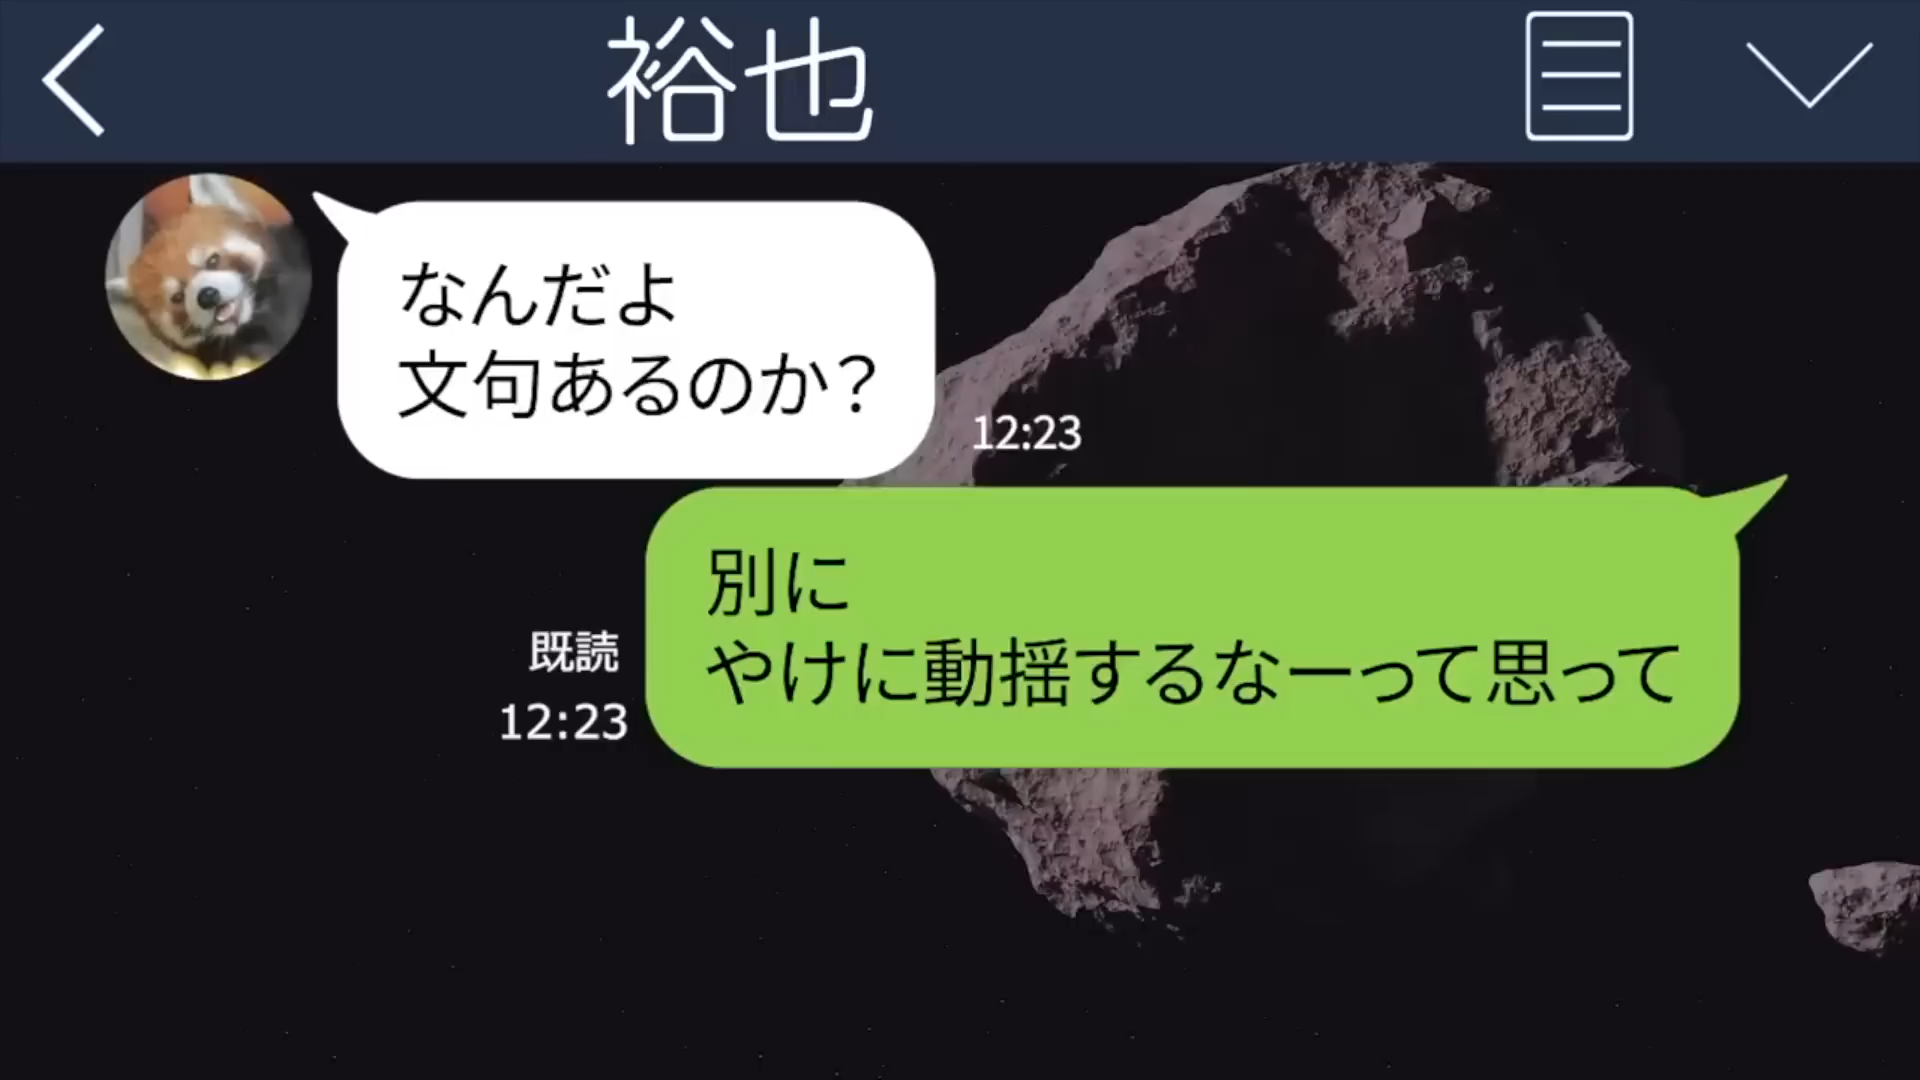 裕也
なんだよ
文句あるのか？
12:23
別に
やけに動揺するなーって思って
既読
12:23